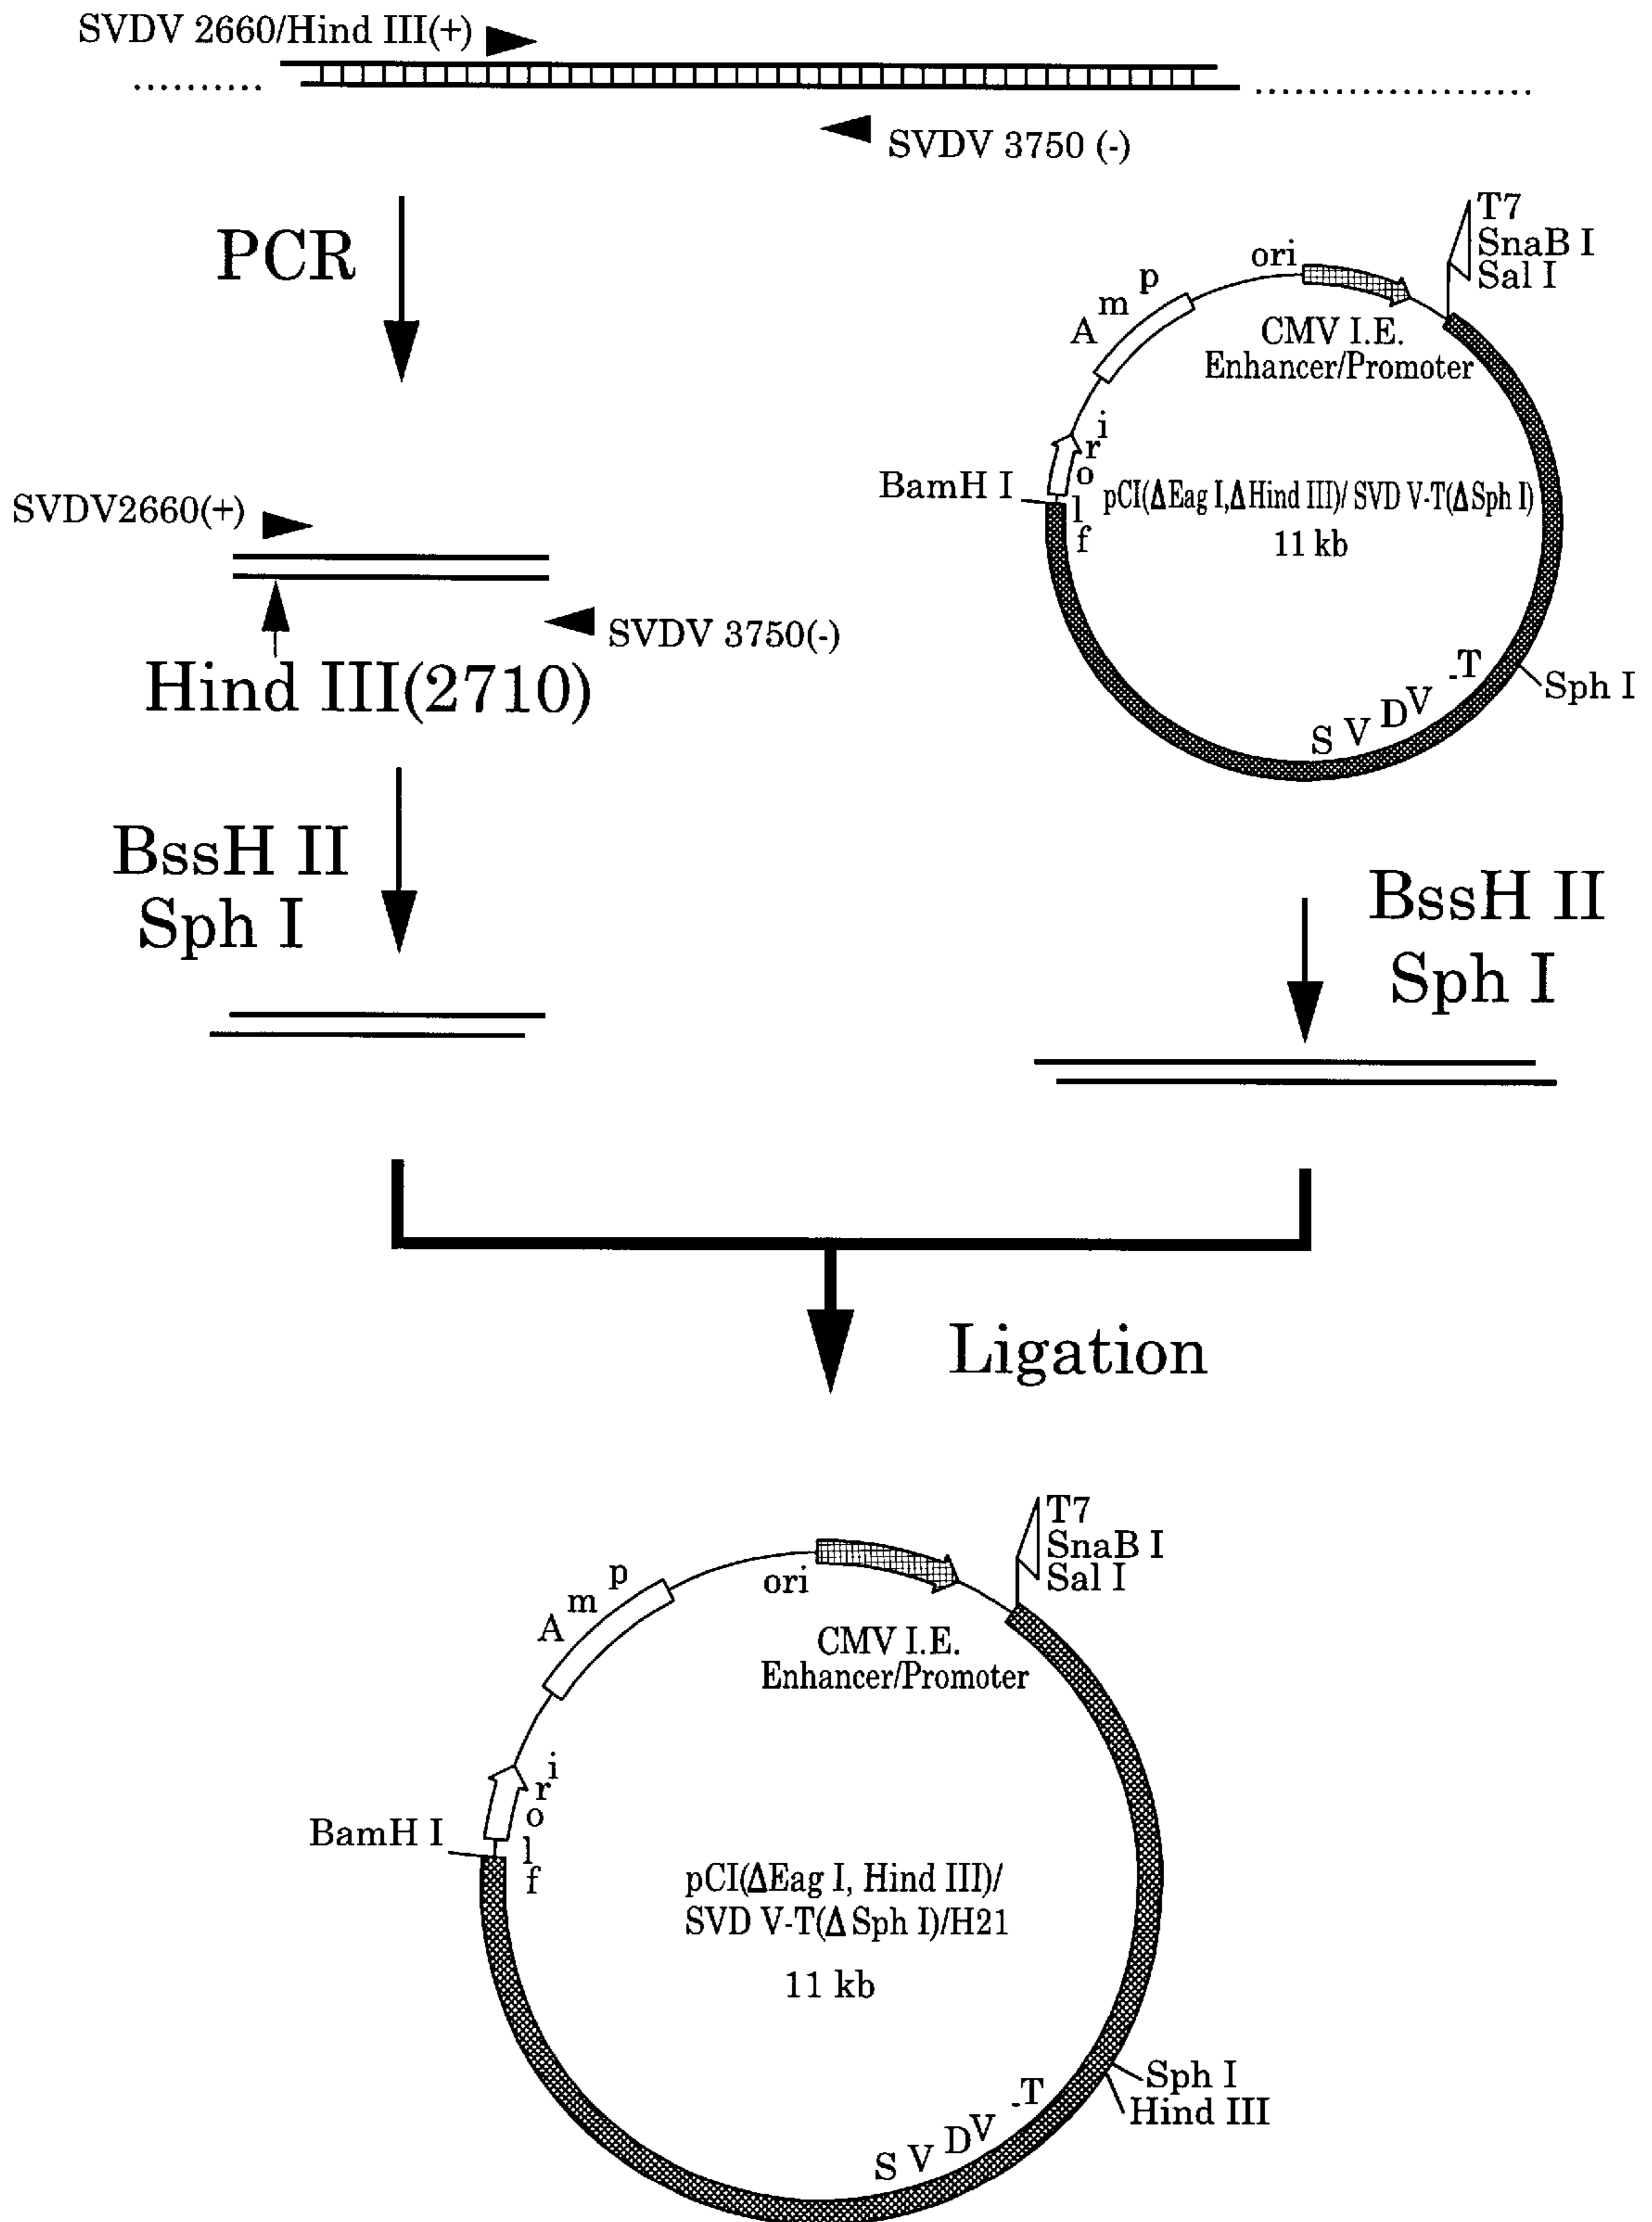 SVDV 2660/Hind III(+)
SVDV 3750 (-)
PCR
T7
SnaB I
Sal I
ori
Amp
CMV I.E.
Enhancer/Promoter
f1 ori
BamH I
pCI(ΔEag I,ΔHind III)/ SVD V-T(ΔSph I)
11 kb
SVDV2660(+)
SVDV 3750(-)
Hind III(2710)
SVDV-T
Sph I
BssH II
Sph I
BssH II
Sph I
Ligation
T7
SnaB I
Sal I
ori
Amp
CMV I.E.
Enhancer/Promoter
f1 ori
BamH I
pCI(ΔEag I, Hind III)/
SVD V-T(Δ Sph I)/H21
11 kb
Sph I
Hind III
SVDV-T